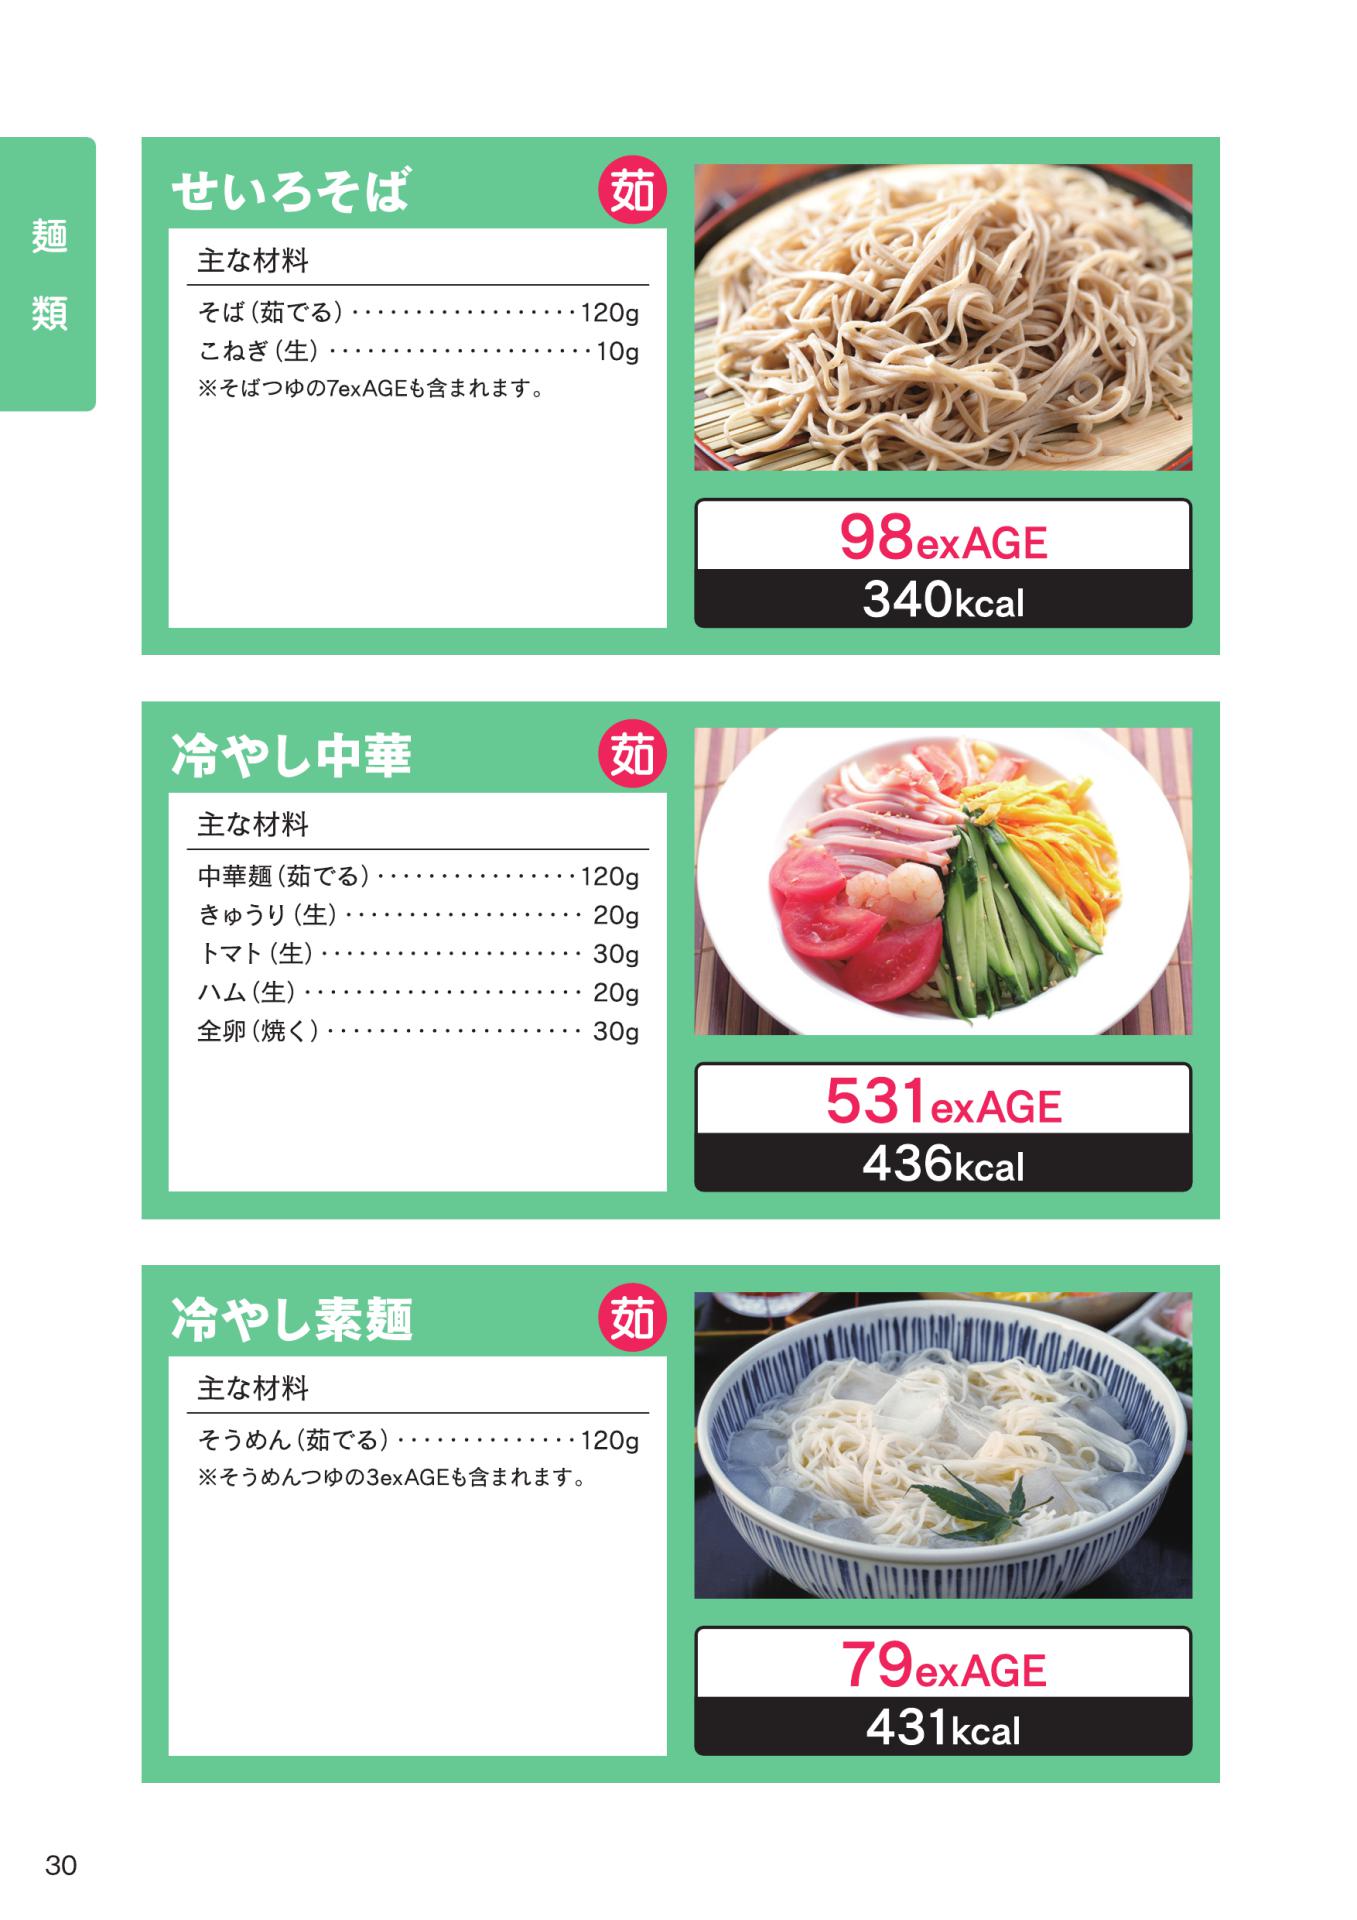 麺類
せいろそば
茹
主な材料
そば（茹でる）･･････････････････120g
こねぎ（生）･････････････････････10g
※そばつゆの7exAGEも含まれます。
98exAGE
340kcal
冷やし中華
茹
主な材料
中華麺（茹でる）････････････････120g
きゅうり（生）･･･････････････････ 20g
トマト（生）･････････････････････ 30g
ハム（生）･･････････････････････ 20g
全卵（焼く）････････････････････ 30g
531exAGE
436kcal
冷やし素麺
茹
主な材料
そうめん（茹でる）･･････････････120g
※そうめんつゆの3exAGEも含まれます。
79exAGE
431kcal
30